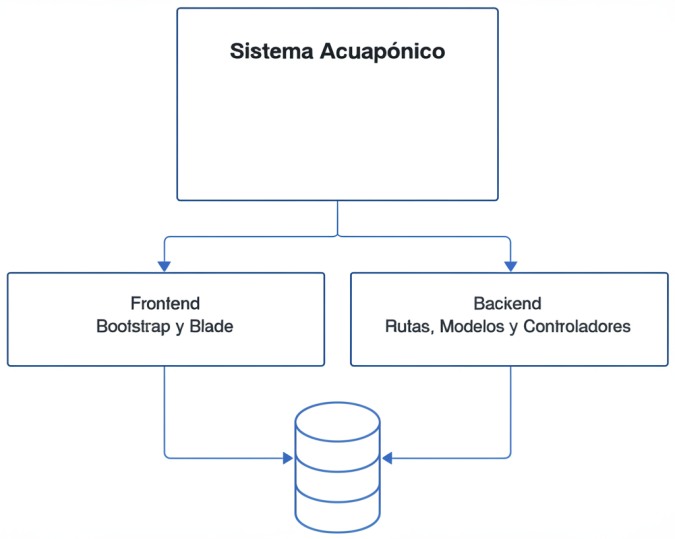 Sistema Acuapónico
Frontend
Bootstrap y Blade
Backend
Rutas, Modelos y Controladores